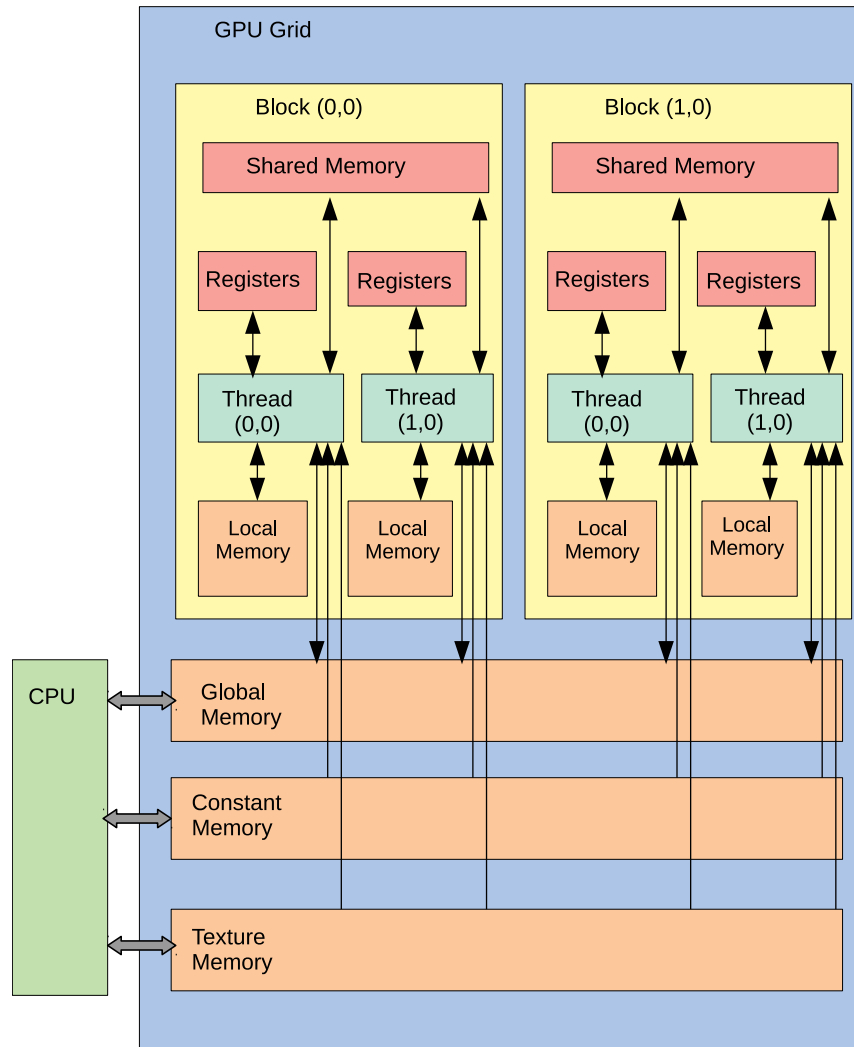 GPU Grid
Block (0,0)
Shared Memory
Registers
Registers
Thread
(0,0)
Thread
(1,0)
Local
Memory
Local
Memory
Block (1,0)
Shared Memory
Registers
Registers
Thread
(0,0)
Thread
(1,0)
Local
Memory
Local
Memory
CPU
Global
Memory
Constant
Memory
Texture
Memory